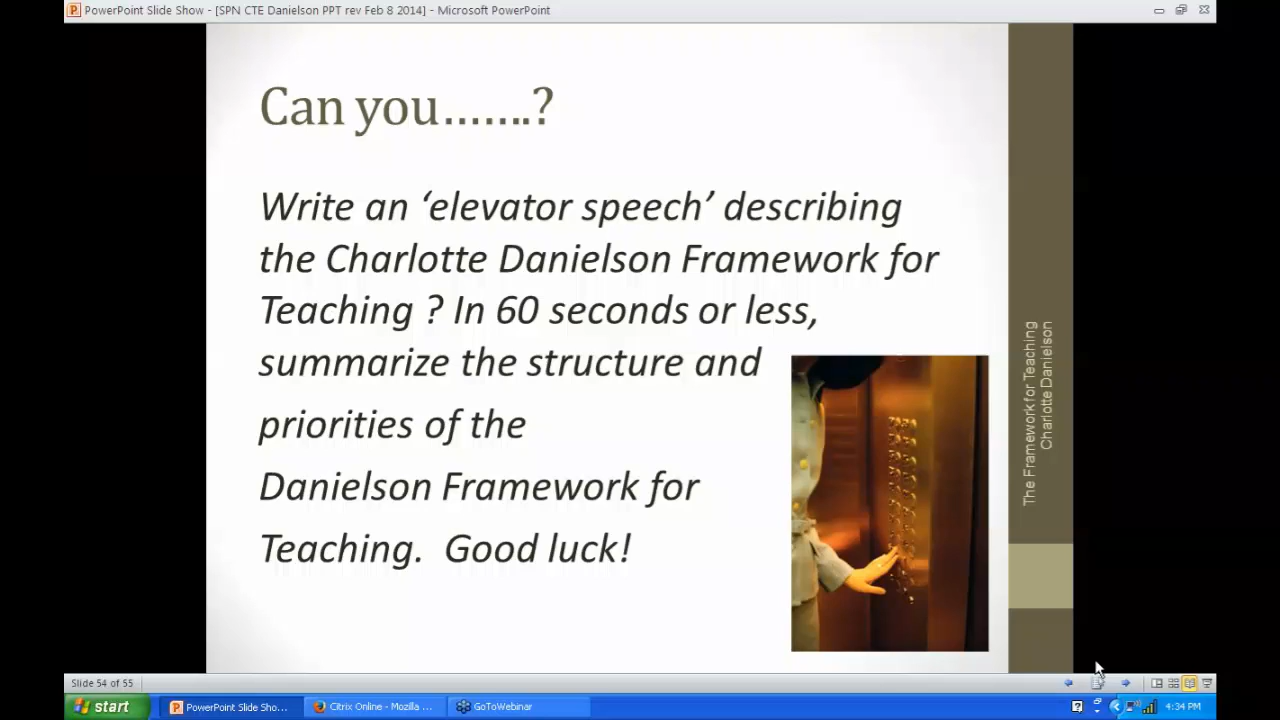 PowerPoint Slide Show - [SPN CTE Danielson PPT rev Feb 8 2014] - Microsoft PowerPoint
Can you.......?
Write an ‘elevator speech’ describing
the Charlotte Danielson Framework for
Teaching ? In 60 seconds or less,
summarize the structure and
priorities of the
Danielson Framework for
Teaching. Good luck!
The Framework for Teaching
Charlotte Danielson
Slide 54 of 55
start
PowerPoint Slide Sho...
Citrix Online - Mozilla ...
GoToWebinar
4:34 PM